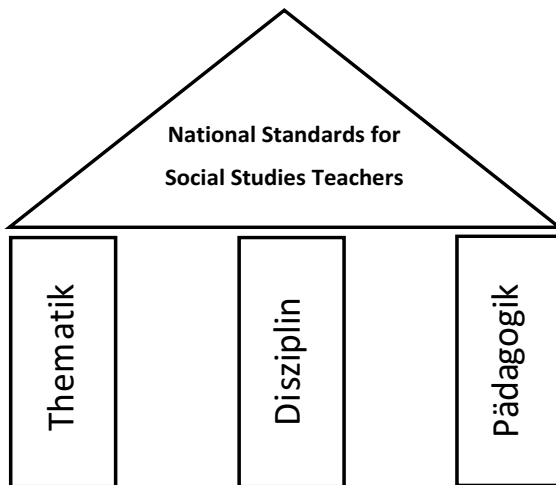 National Standards for
Social Studies Teachers
Thematik
Disziplin
Pädagogik